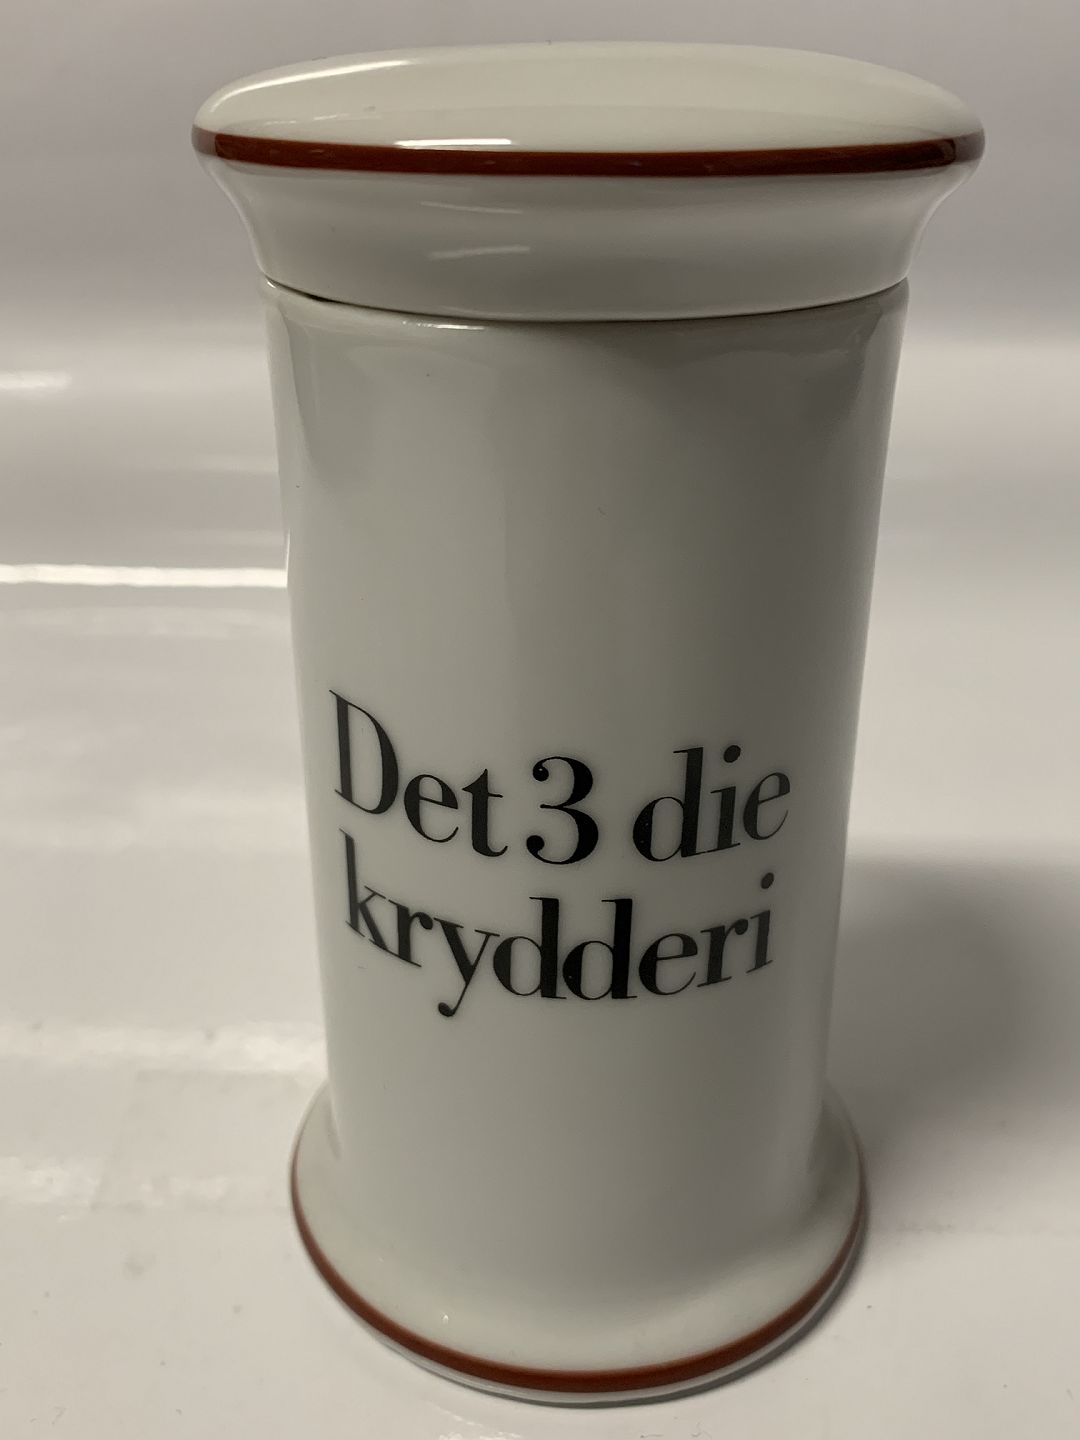 Det 3 die
krydderi